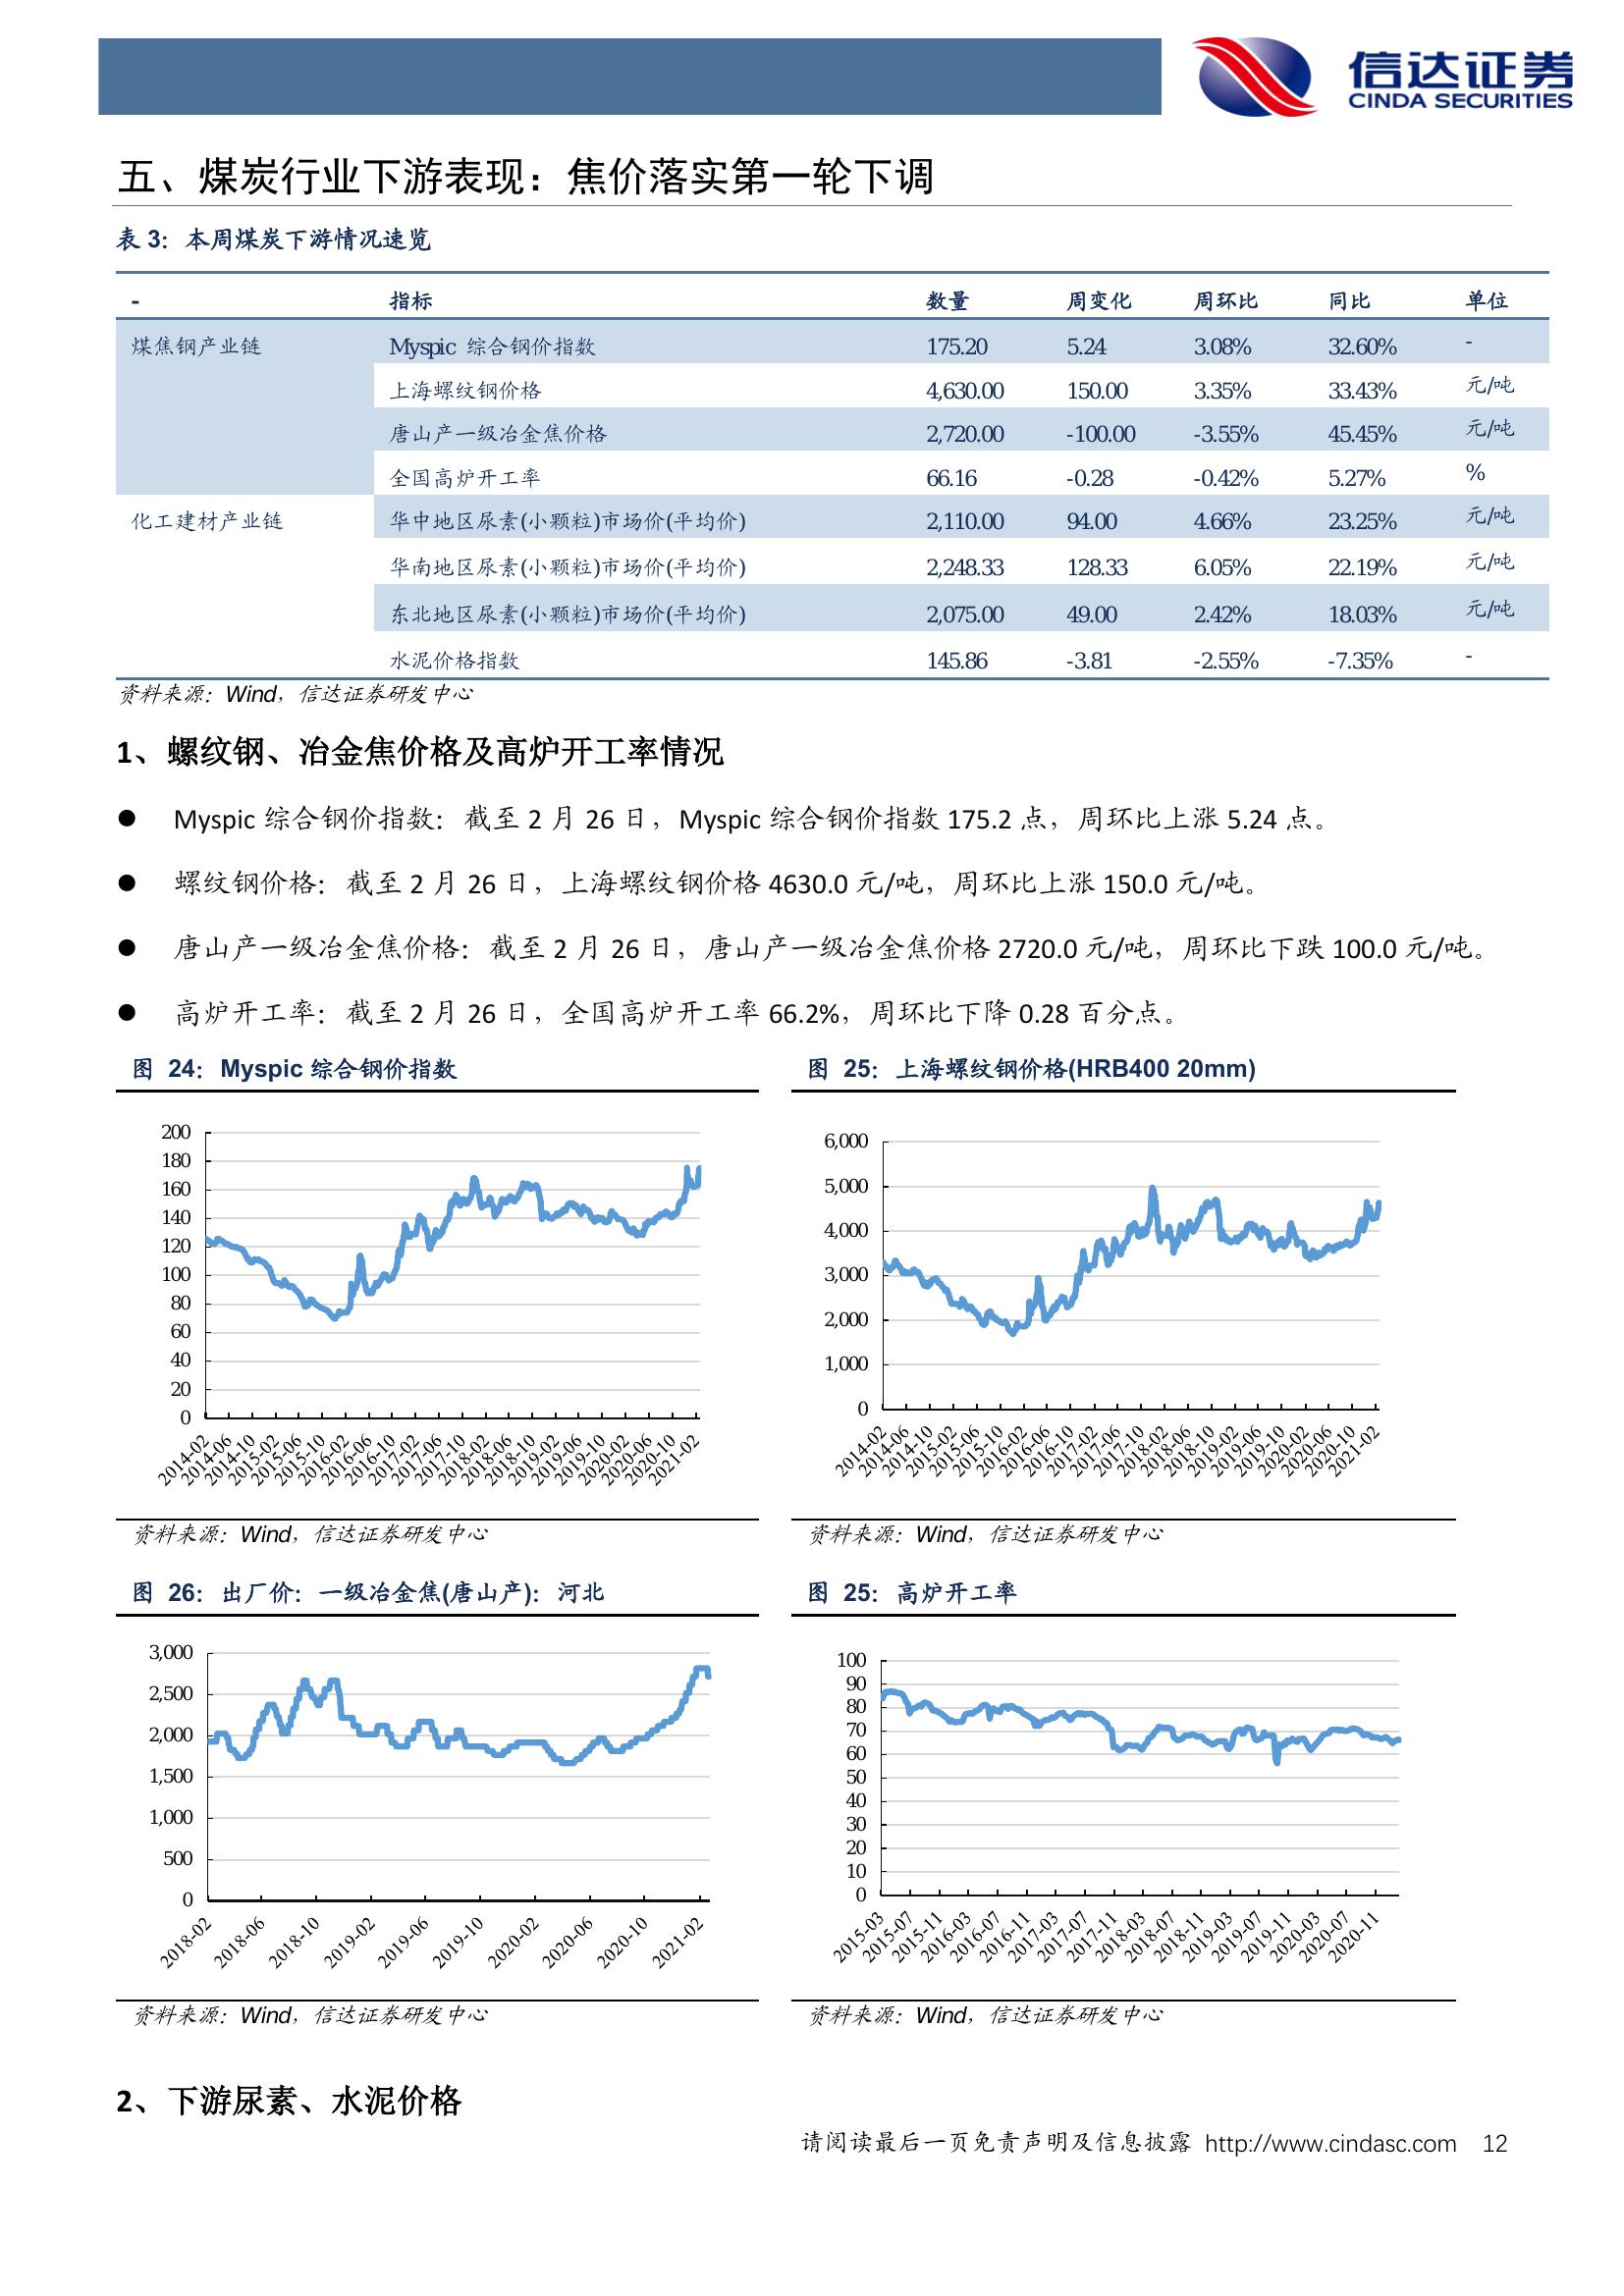 信达证券
CINDA SECURITIES
五、煤炭行业下游表现：焦价落实第一轮下调
表 3：本周煤炭下游情况速览
- 指标 数量 周变化 周环比 同比 单位
煤焦钢产业链 Myspic 综合钢价指数 175.20 5.24 3.08% 32.60% -
上海螺纹钢价格 4,630.00 150.00 3.35% 33.43% 元/吨
唐山产一级冶金焦价格 2,720.00 -100.00 -3.55% 45.45% 元/吨
全国高炉开工率 66.16 -0.28 -0.42% 5.27% %
化工建材产业链 华中地区尿素(小颗粒)市场价(平均价) 2,110.00 94.00 4.66% 23.25% 元/吨
华南地区尿素(小颗粒)市场价(平均价) 2,248.33 128.33 6.05% 22.19% 元/吨
东北地区尿素(小颗粒)市场价(平均价) 2,075.00 49.00 2.42% 18.03% 元/吨
水泥价格指数 145.86 -3.81 -2.55% -7.35% -
资料来源：Wind，信达证券研发中心
1、螺纹钢、冶金焦价格及高炉开工率情况
● Myspic 综合钢价指数：截至 2 月 26 日，Myspic 综合钢价指数 175.2 点，周环比上涨 5.24 点。
● 螺纹钢价格：截至 2 月 26 日，上海螺纹钢价格 4630.0 元/吨，周环比上涨 150.0 元/吨。
● 唐山产一级冶金焦价格：截至 2 月 26 日，唐山产一级冶金焦价格 2720.0 元/吨，周环比下跌 100.0 元/吨。
● 高炉开工率：截至 2 月 26 日，全国高炉开工率 66.2%，周环比下降 0.28 百分点。
图 24：Myspic 综合钢价指数
200
180
160
140
120
100
80
60
40
20
0
2014-02 2014-06 2014-10 2015-02 2015-06 2015-10 2016-02 2016-06 2016-10 2017-02 2017-06 2017-10 2018-02 2018-06 2018-10 2019-02 2019-06 2019-10 2020-02 2020-06 2020-10 2021-02
资料来源：Wind，信达证券研发中心
图 25：上海螺纹钢价格(HRB400 20mm)
6,000
5,000
4,000
3,000
2,000
1,000
0
2014-02 2014-06 2014-10 2015-02 2015-06 2015-10 2016-02 2016-06 2016-10 2017-02 2017-06 2017-10 2018-02 2018-06 2018-10 2019-02 2019-06 2019-10 2020-02 2020-06 2020-10 2021-02
资料来源：Wind，信达证券研发中心
图 26：出厂价：一级冶金焦(唐山产)：河北
3,000
2,500
2,000
1,500
1,000
500
0
2018-02 2018-06 2018-10 2019-02 2019-06 2019-10 2020-02 2020-06 2020-10 2021-02
资料来源：Wind，信达证券研发中心
图 25：高炉开工率
100
90
80
70
60
50
40
30
20
10
0
2015-03 2015-07 2015-11 2016-03 2016-07 2016-11 2017-03 2017-07 2017-11 2018-03 2018-07 2018-11 2019-03 2019-07 2019-11 2020-03 2020-07 2020-11
资料来源：Wind，信达证券研发中心
2、下游尿素、水泥价格
请阅读最后一页免责声明及信息披露 http://www.cindasc.com 12